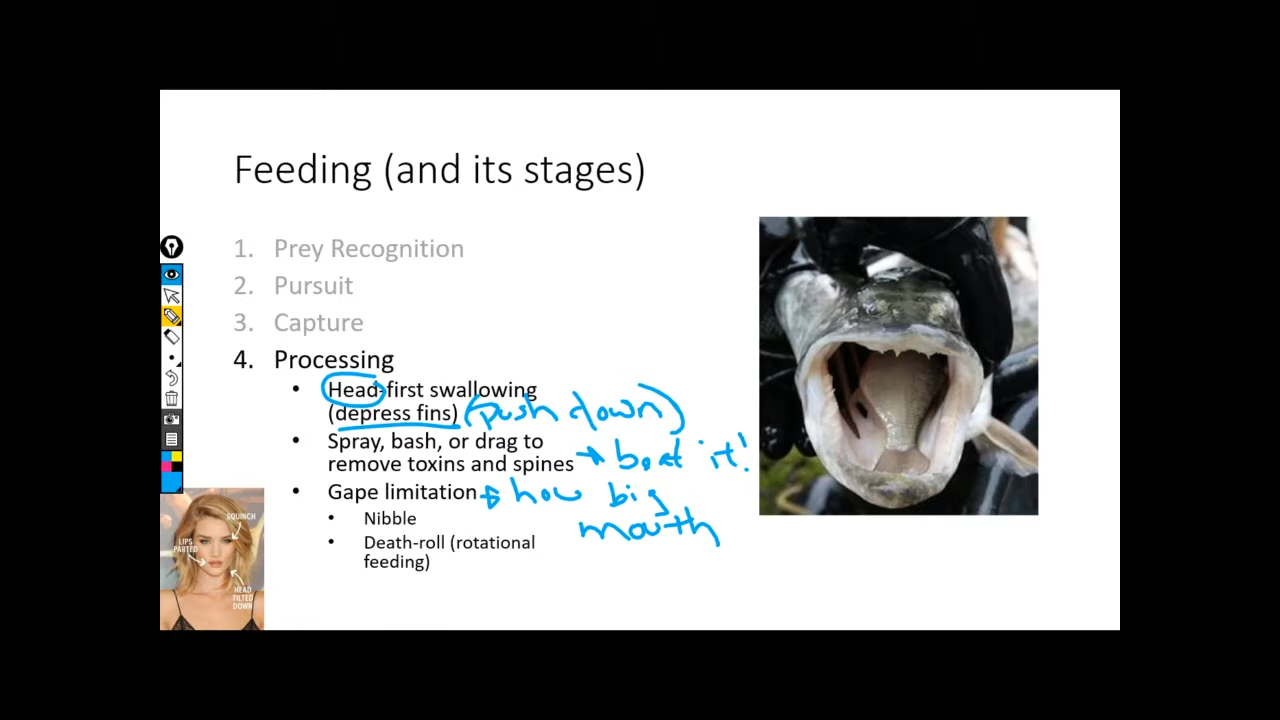 Feeding (and its stages)
1. Prey Recognition
2. Pursuit
3. Capture
4. Processing
• Head-first swallowing
(depress fins) (push down)
• Spray, bash, or drag to
remove toxins and spines → beat it!
• Gape limitation → how big
mouth
• Nibble
• Death-roll (rotational
feeding)
SQUINCH
LIPS
PARTED
HEAD
TILTED
DOWN